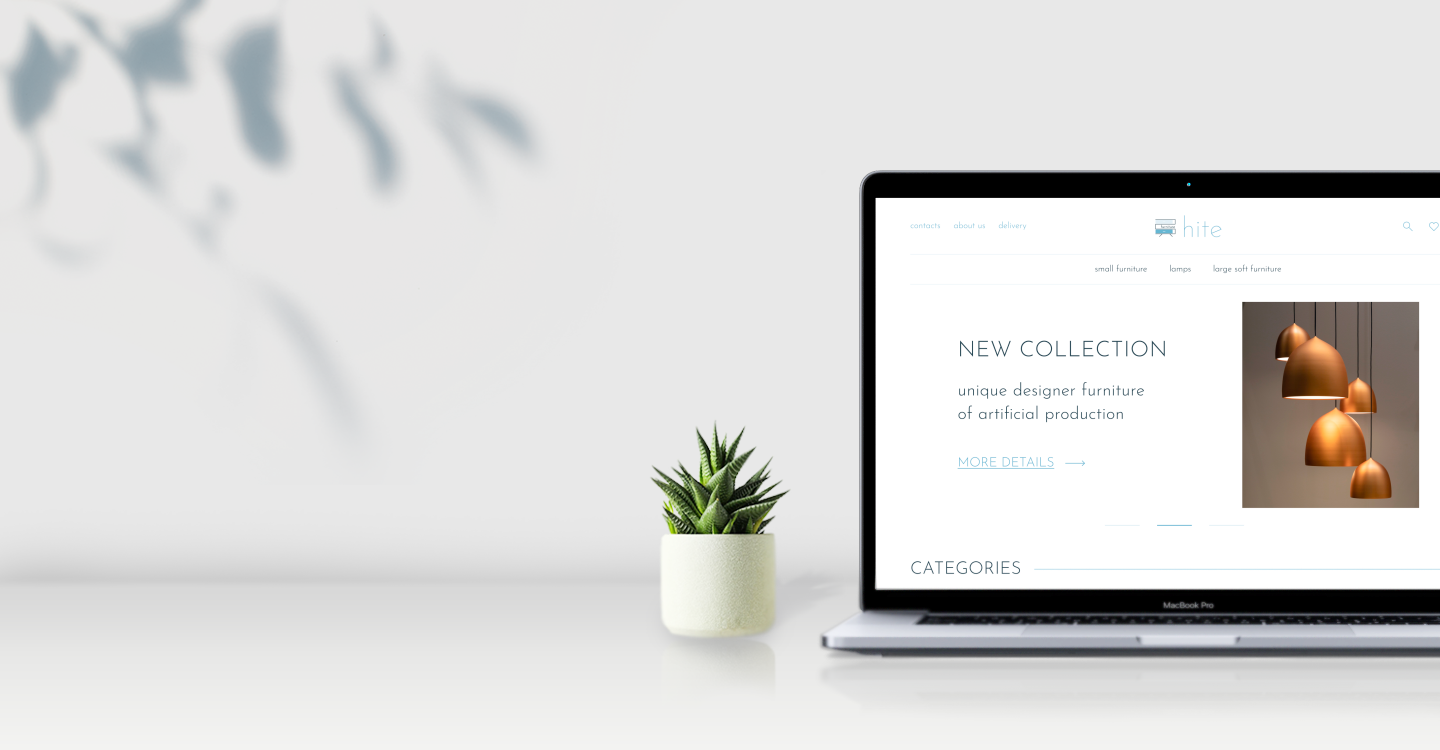 contacts about us delivery
hite
small furniture lamps large soft furniture
NEW COLLECTION
unique designer furniture
of artificial production
MORE DETAILS
CATEGORIES
MacBook Pro